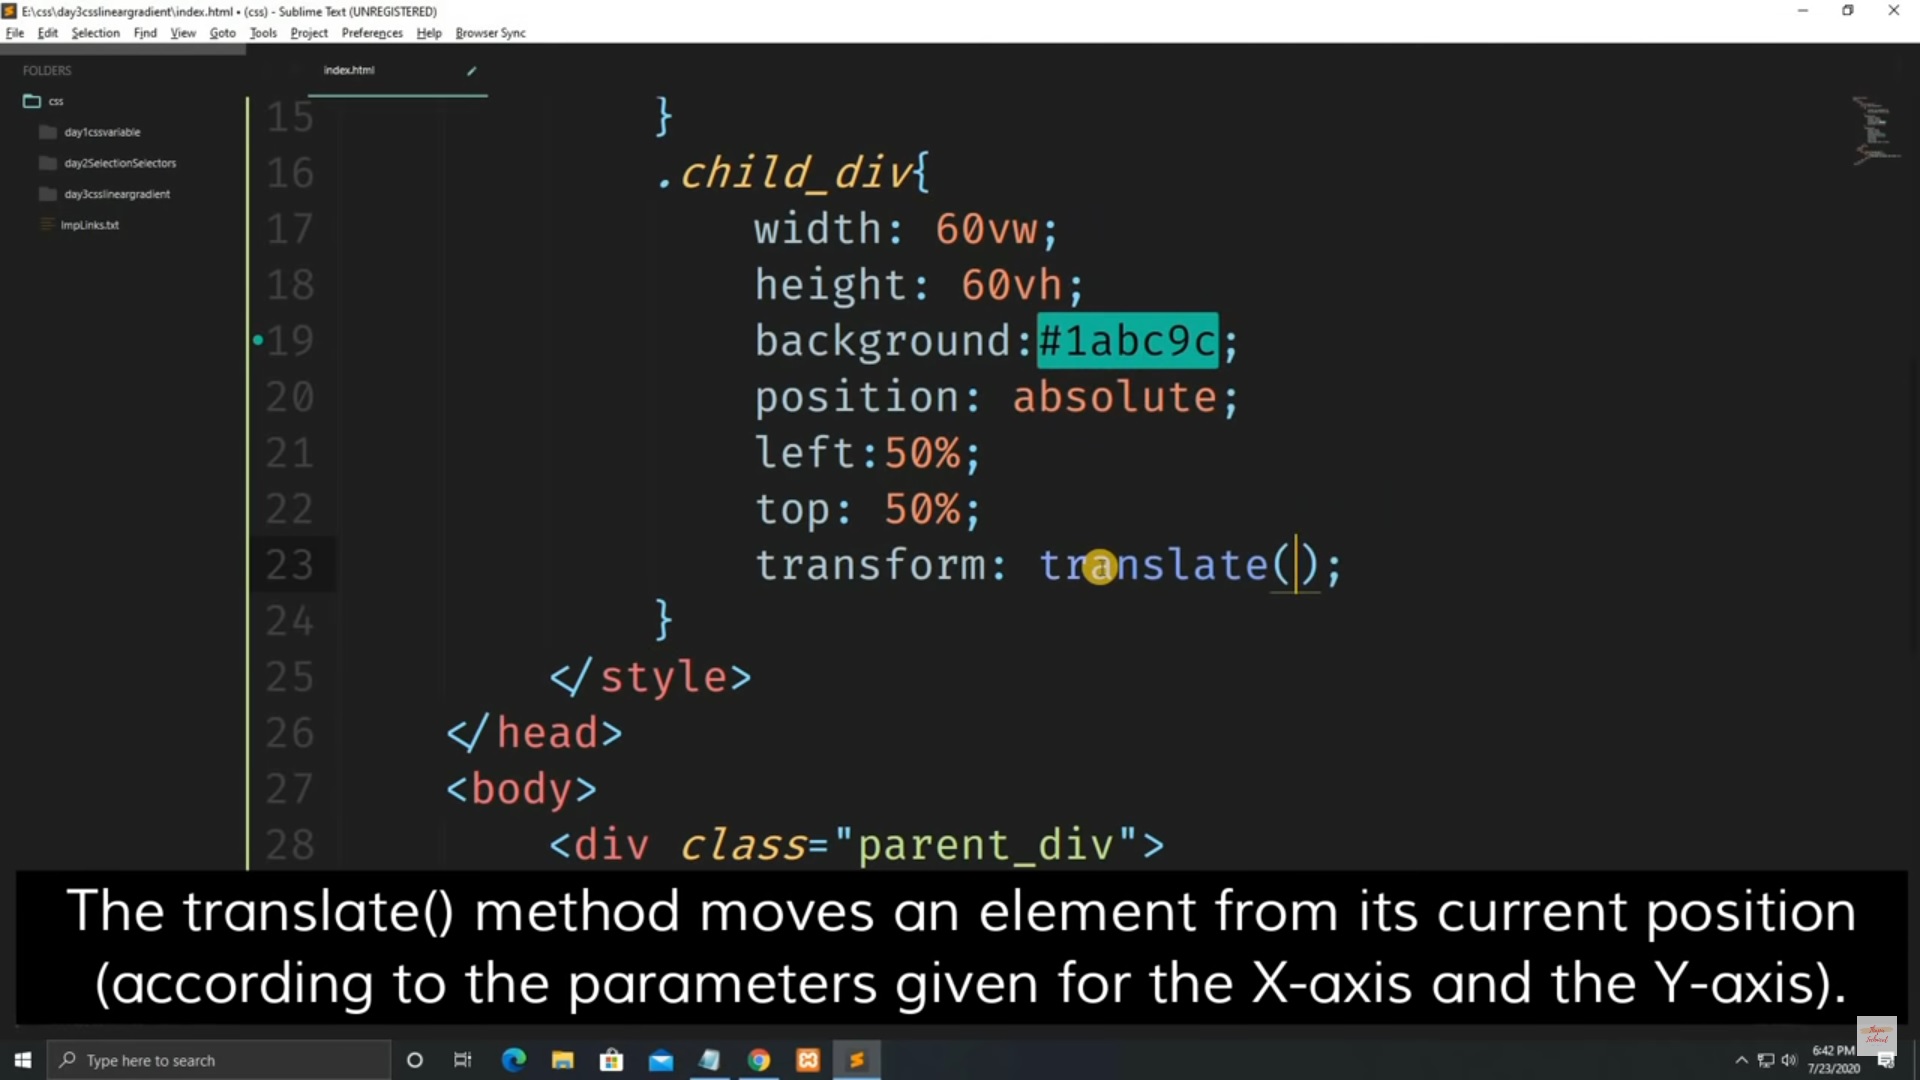 E:\css\day3csslineargradient\index.html • (css) - Sublime Text (UNREGISTERED)
File Edit Selection Find View Goto Tools Project Preferences Help Browser Sync
FOLDERS
css
day1cssvariable
day2SelectionSelectors
day3csslineargradient
ImpLinks.txt
index.html
15 }
16 .child_div{
17 width: 60vw;
18 height: 60vh;
19 background:#1abc9c;
20 position: absolute;
21 left:50%;
22 top: 50%;
23 transform: translate();
24 }
25 </style>
26 </head>
27 <body>
28 <div class="parent_div">
The translate() method moves an element from its current position
(according to the parameters given for the X-axis and the Y-axis).
Type here to search
6:42 PM
7/23/2020